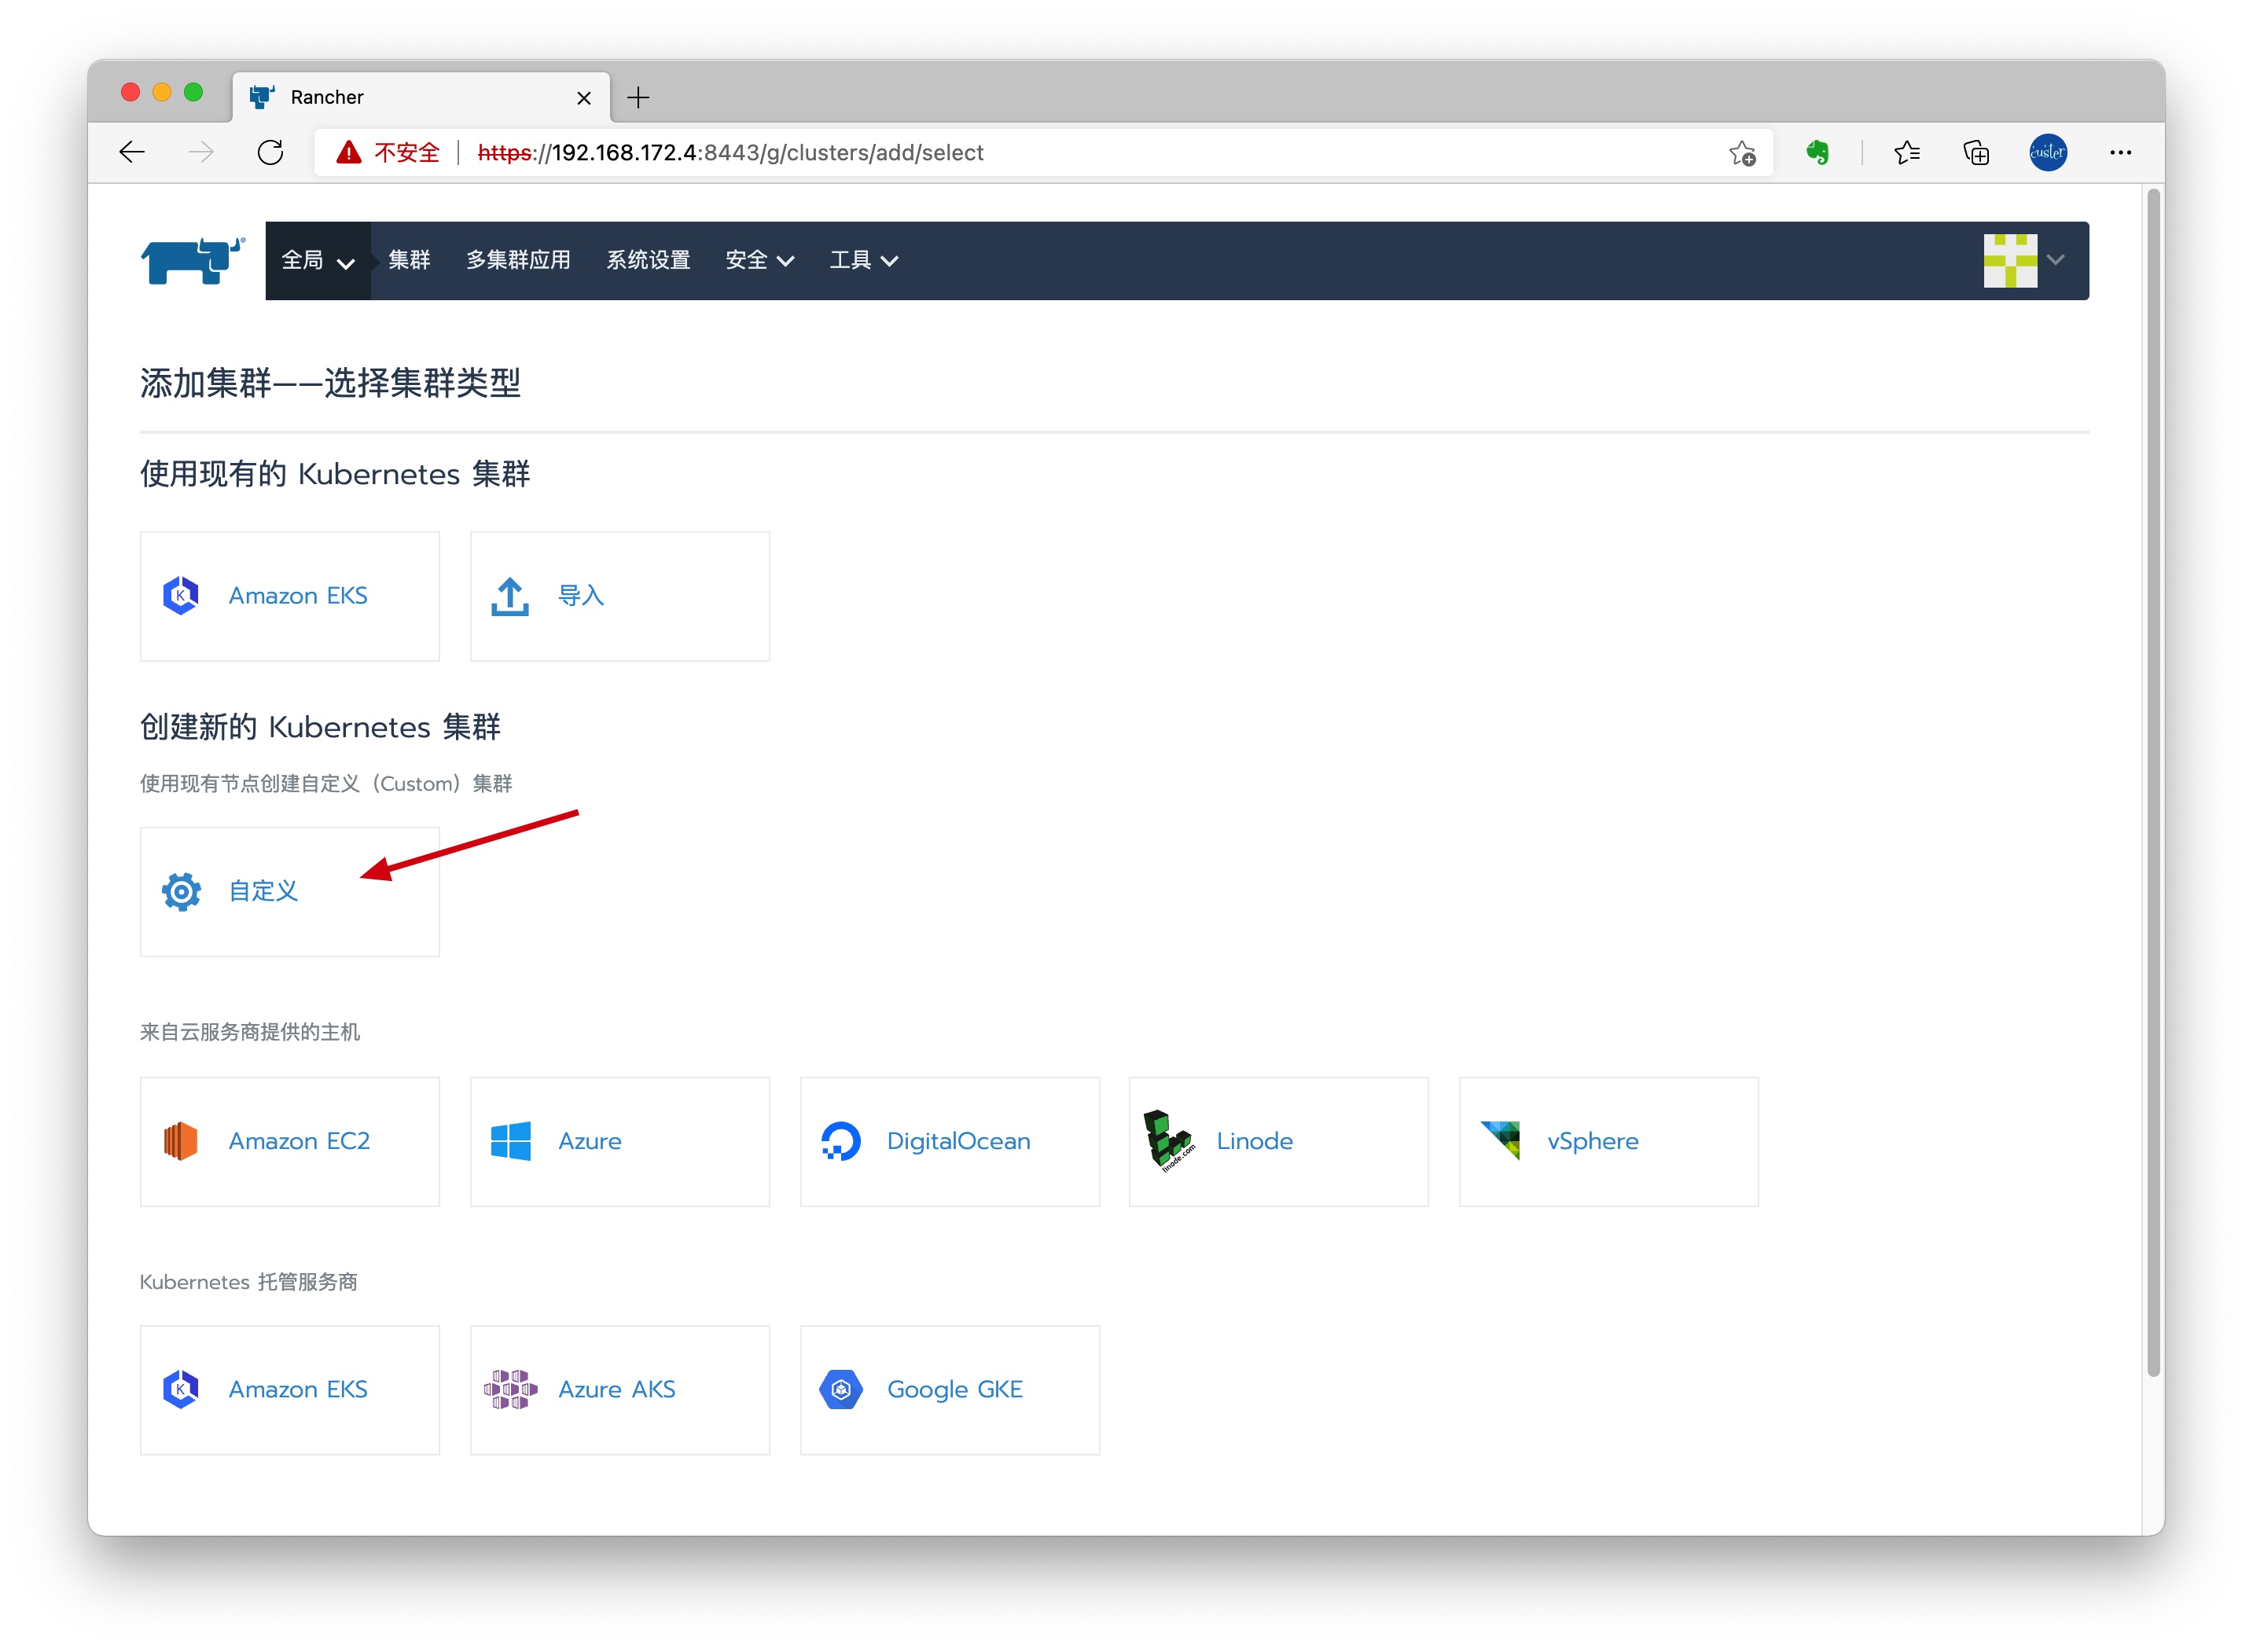 Rancher
不安全 https://192.168.172.4:8443/g/clusters/add/select
custer
全局 集群 多集群应用 系统设置 安全 工具
添加集群——选择集群类型
使用现有的 Kubernetes 集群
Amazon EKS 导入
创建新的 Kubernetes 集群
使用现有节点创建自定义（Custom）集群
自定义
来自云服务商提供的主机
Amazon EC2 Azure DigitalOcean linode.com Linode vSphere
Kubernetes 托管服务商
Amazon EKS Azure AKS Google GKE